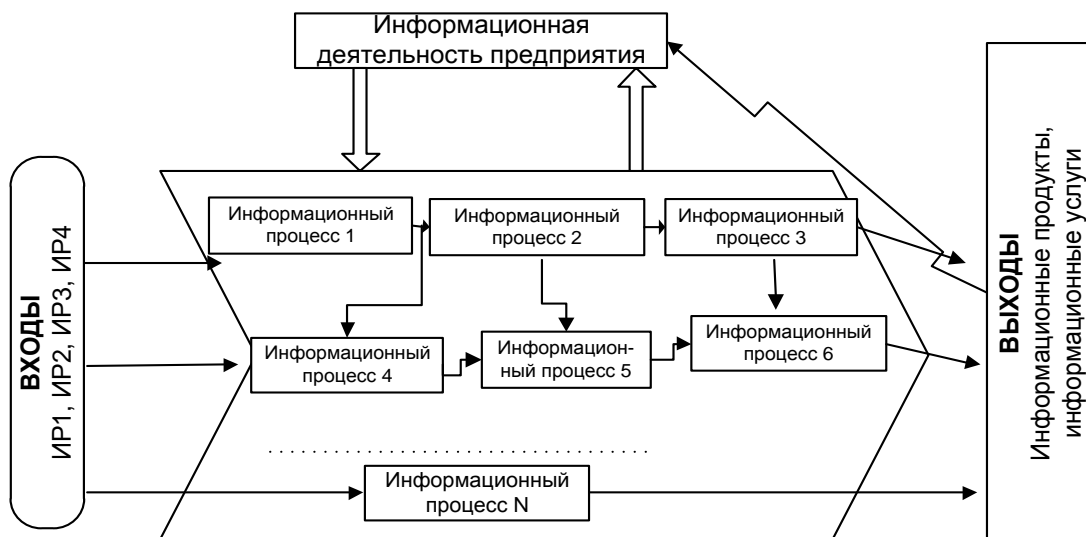 Информационная
деятельность предприятия
ВХОДЫ
ИР1, ИР2, ИР3, ИР4
Информационный
процесс 1
Информационный
процесс 2
Информационный
процесс 3
Информационный
процесс 4
Информацион-
ный процесс 5
Информационный
процесс 6
. . . . . . . . . . . . . . . . . . . . . . . . . . . . . . . . . . . . . . . . . . .
Информационный
процесс N
ВЫХОДЫ
Информационные продукты,
информационные услуги